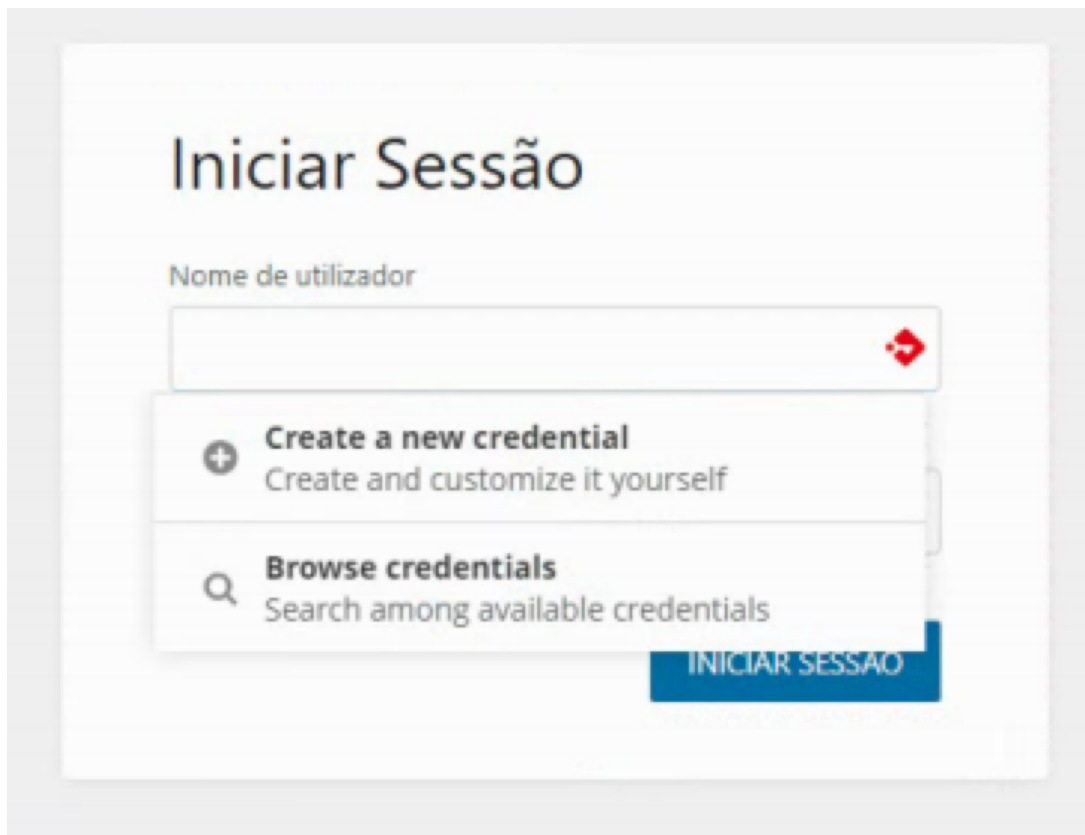 Iniciar Sessão
Nome de utilizador
Create a new credential
Create and customize it yourself
Browse credentials
Search among available credentials
INICIAR SESSÃO